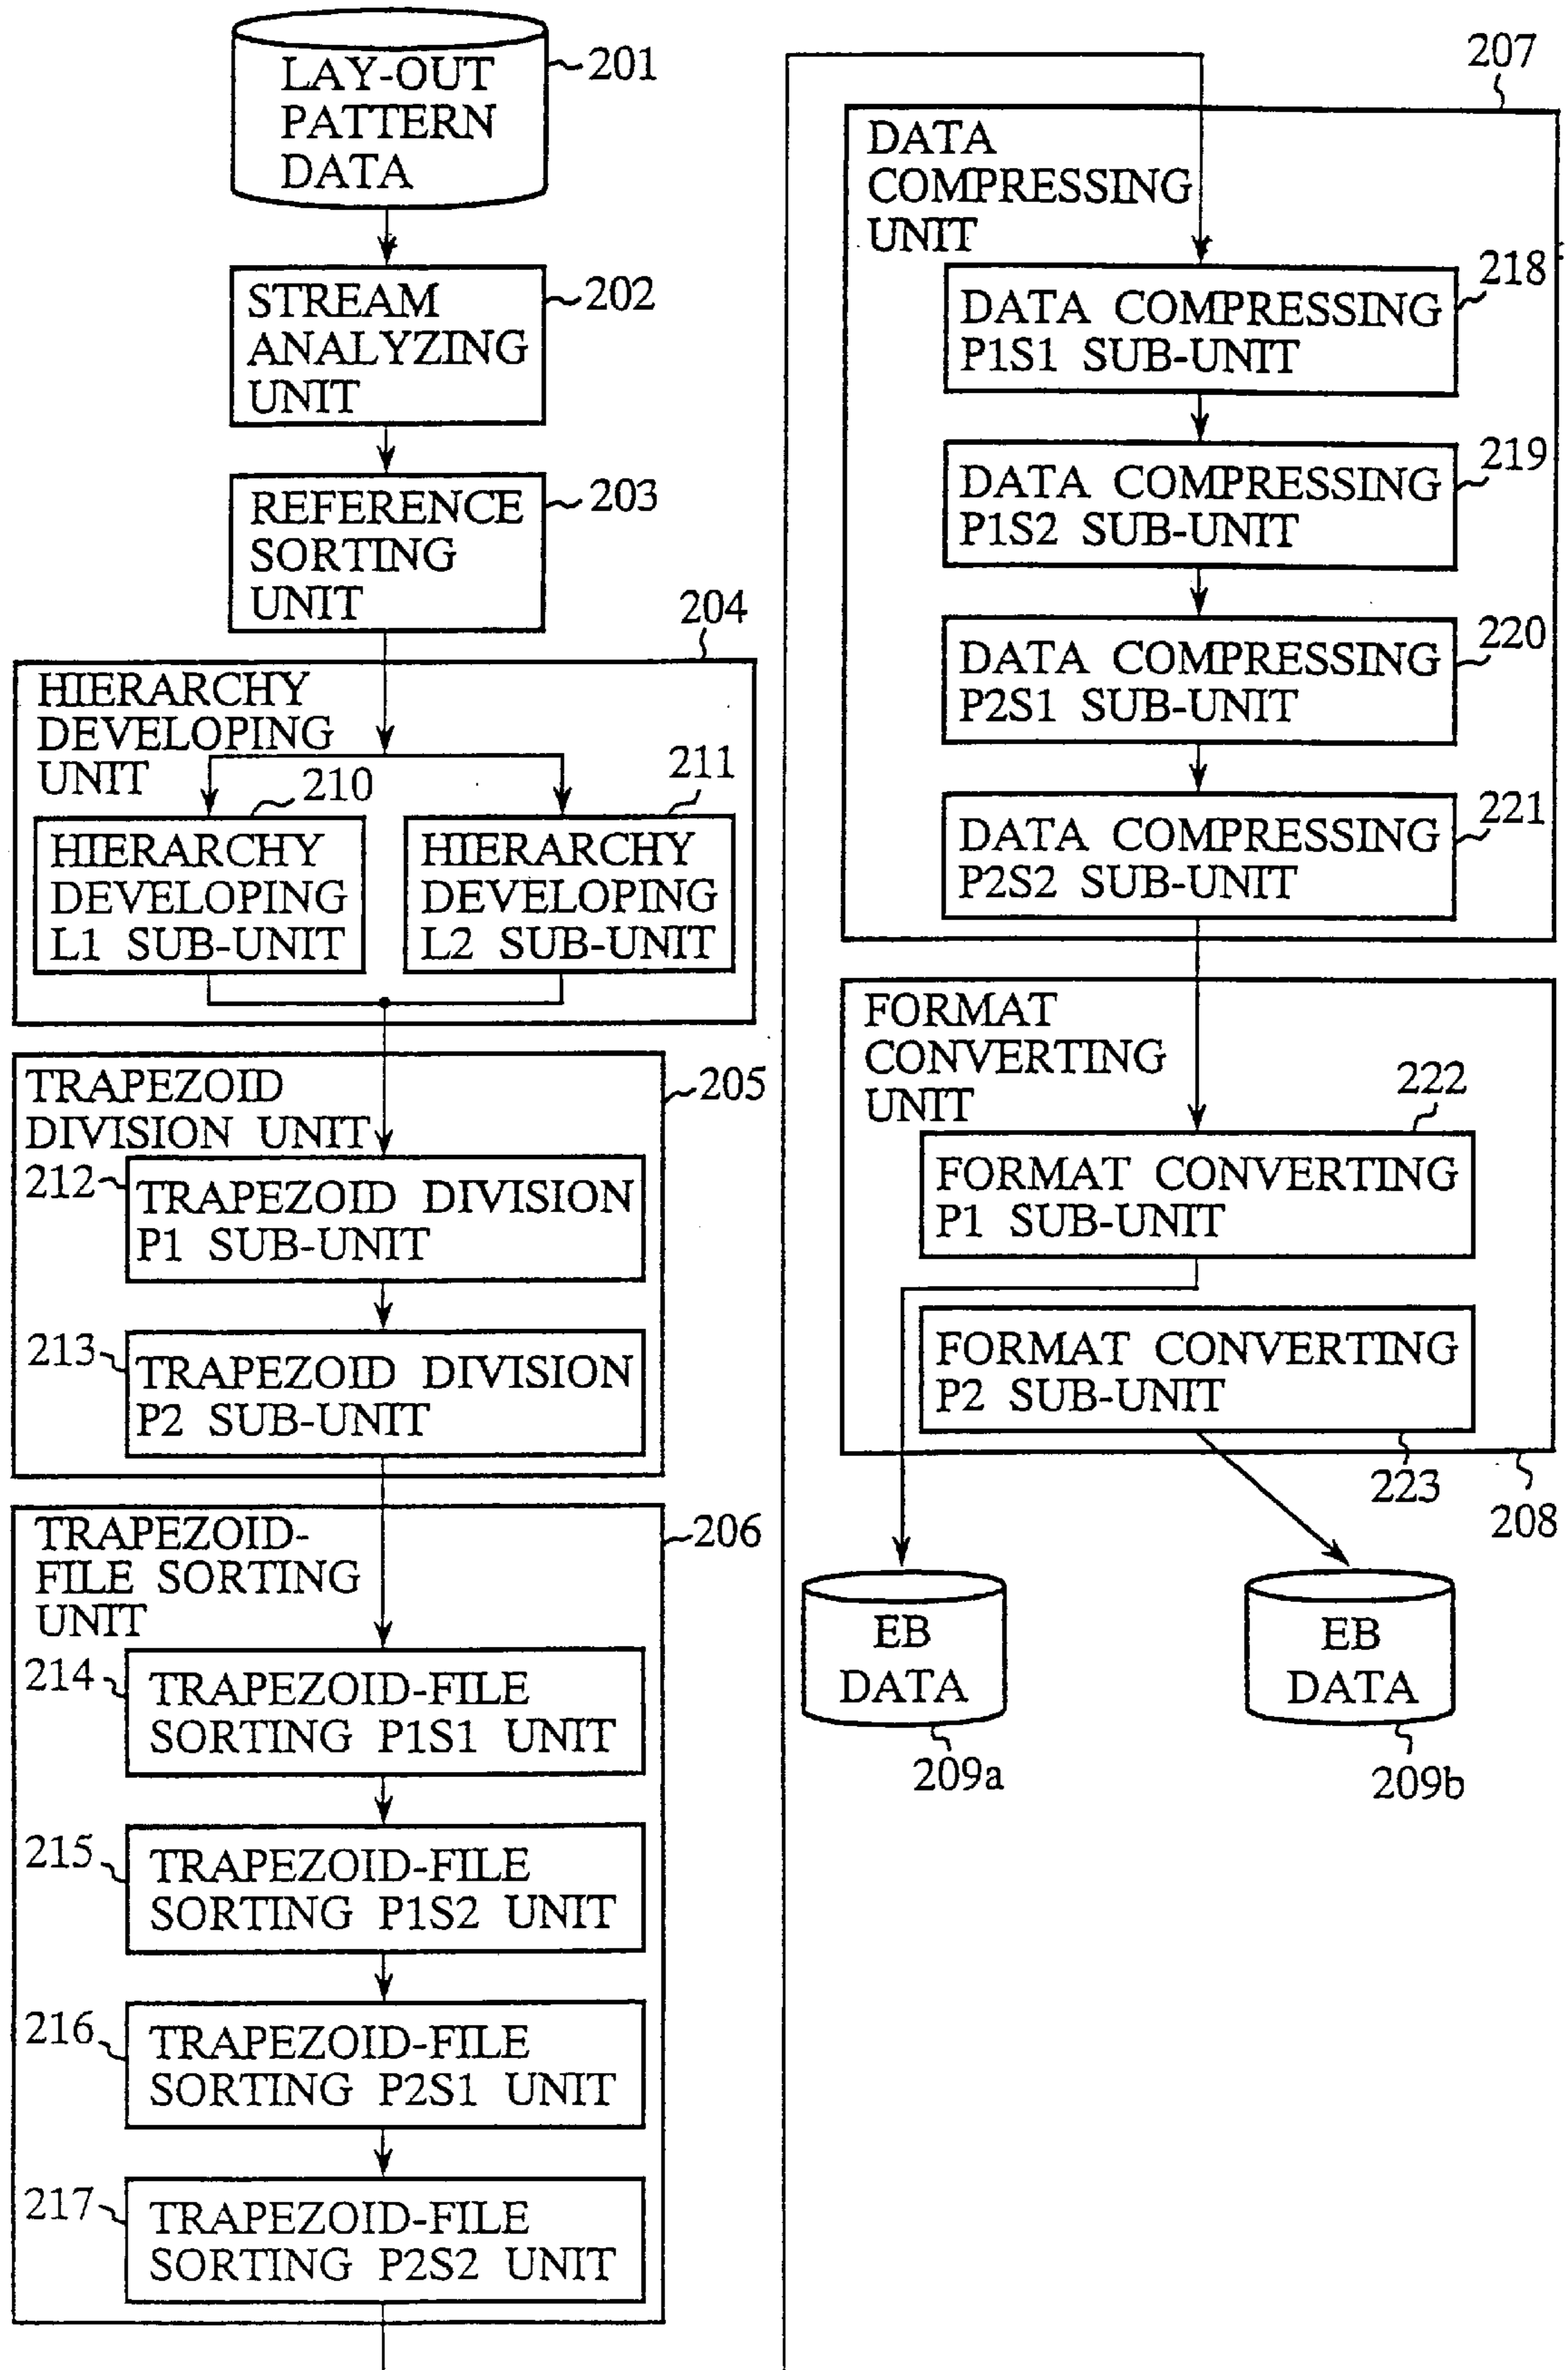 LAY-OUT
PATTERN
DATA
201
STREAM
ANALYZING
UNIT
202
REFERENCE
SORTING
UNIT
203
204
HIERARCHY
DEVELOPING
UNIT
210
211
HIERARCHY
DEVELOPING
L1 SUB-UNIT
HIERARCHY
DEVELOPING
L2 SUB-UNIT
TRAPEZOID
DIVISION UNIT
205
212
TRAPEZOID DIVISION
P1 SUB-UNIT
213
TRAPEZOID DIVISION
P2 SUB-UNIT
TRAPEZOID-
FILE SORTING
UNIT
206
214
TRAPEZOID-FILE
SORTING P1S1 UNIT
215
TRAPEZOID-FILE
SORTING P1S2 UNIT
216
TRAPEZOID-FILE
SORTING P2S1 UNIT
217
TRAPEZOID-FILE
SORTING P2S2 UNIT
207
DATA
COMPRESSING
UNIT
218
DATA COMPRESSING
P1S1 SUB-UNIT
219
DATA COMPRESSING
P1S2 SUB-UNIT
220
DATA COMPRESSING
P2S1 SUB-UNIT
221
DATA COMPRESSING
P2S2 SUB-UNIT
FORMAT
CONVERTING
UNIT
222
FORMAT CONVERTING
P1 SUB-UNIT
FORMAT CONVERTING
P2 SUB-UNIT
223
208
EB
DATA
209a
EB
DATA
209b